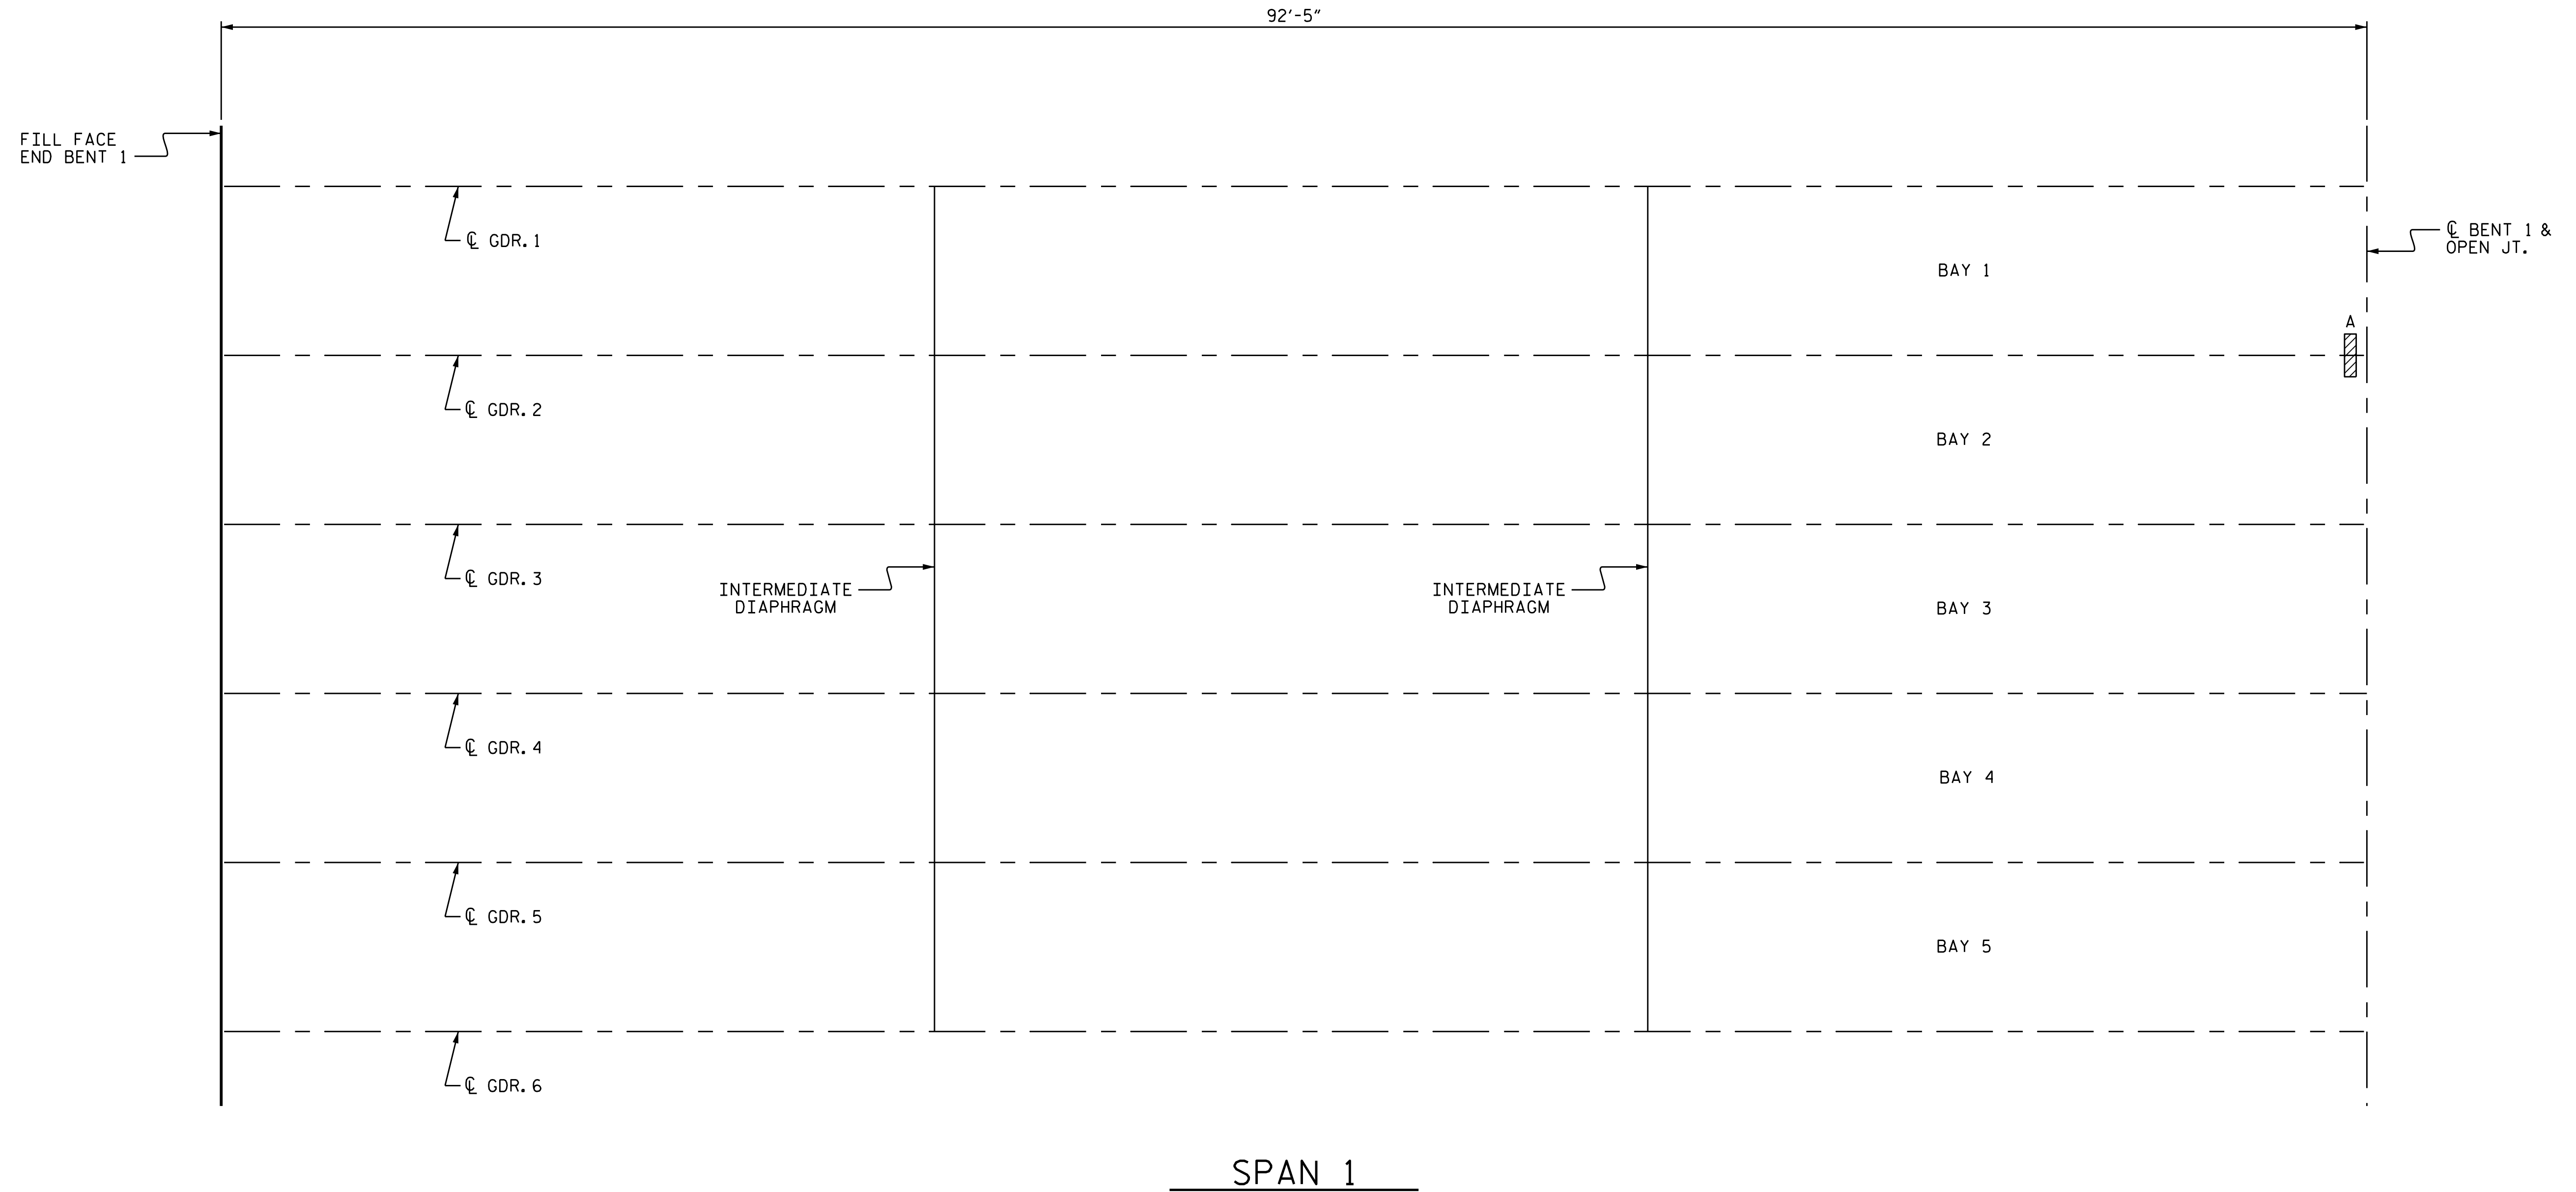 92'-5"
FILL FACE
END BENT 1
℄ GDR. 1
℄ BENT 1 &
OPEN JT.
BAY 1
A
℄ GDR. 2
BAY 2
℄ GDR. 3
INTERMEDIATE
DIAPHRAGM
INTERMEDIATE
DIAPHRAGM
BAY 3
℄ GDR. 4
BAY 4
℄ GDR. 5
BAY 5
℄ GDR. 6
SPAN 1